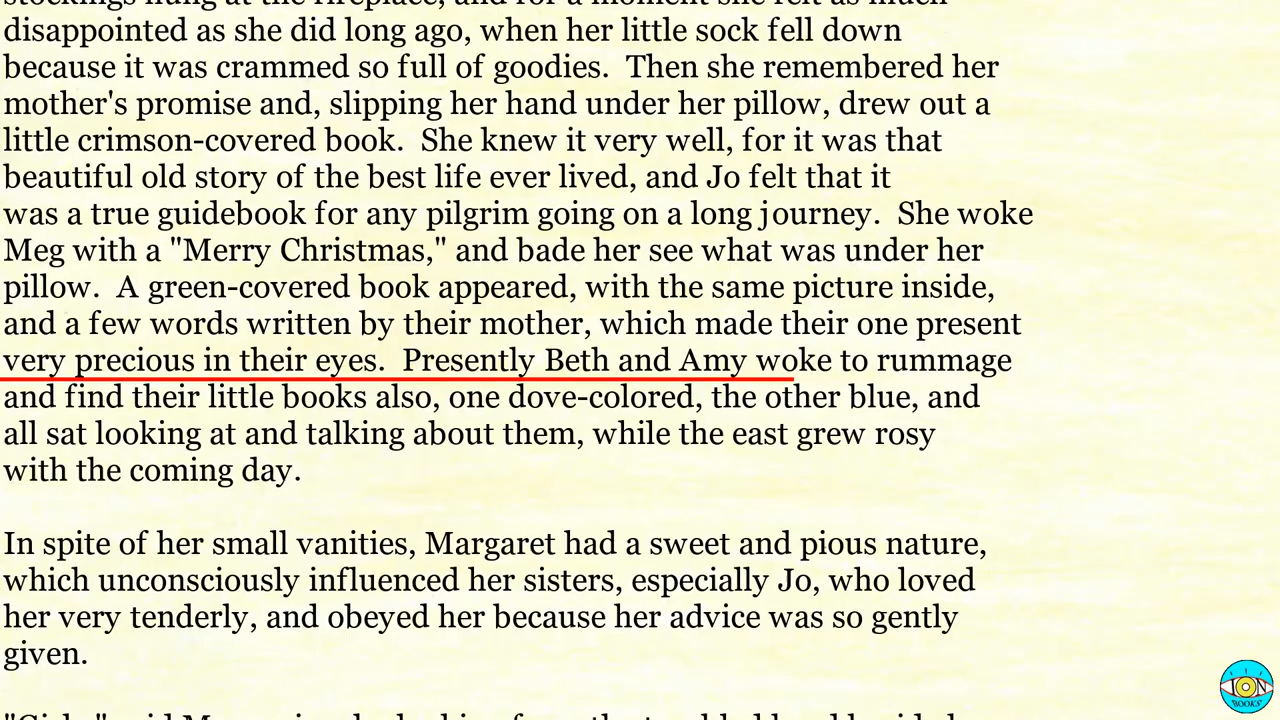 disappointed as she did long ago, when her little sock fell down
because it was crammed so full of goodies.  Then she remembered her
mother's promise and, slipping her hand under her pillow, drew out a
little crimson-covered book.  She knew it very well, for it was that
beautiful old story of the best life ever lived, and Jo felt that it
was a true guidebook for any pilgrim going on a long journey.  She woke
Meg with a "Merry Christmas," and bade her see what was under her
pillow.  A green-covered book appeared, with the same picture inside,
and a few words written by their mother, which made their one present
very precious in their eyes.  Presently Beth and Amy woke to rummage
and find their little books also, one dove-colored, the other blue, and
all sat looking at and talking about them, while the east grew rosy
with the coming day.

In spite of her small vanities, Margaret had a sweet and pious nature,
which unconsciously influenced her sisters, especially Jo, who loved
her very tenderly, and obeyed her because her advice was so gently
given.
ION
BOOKS